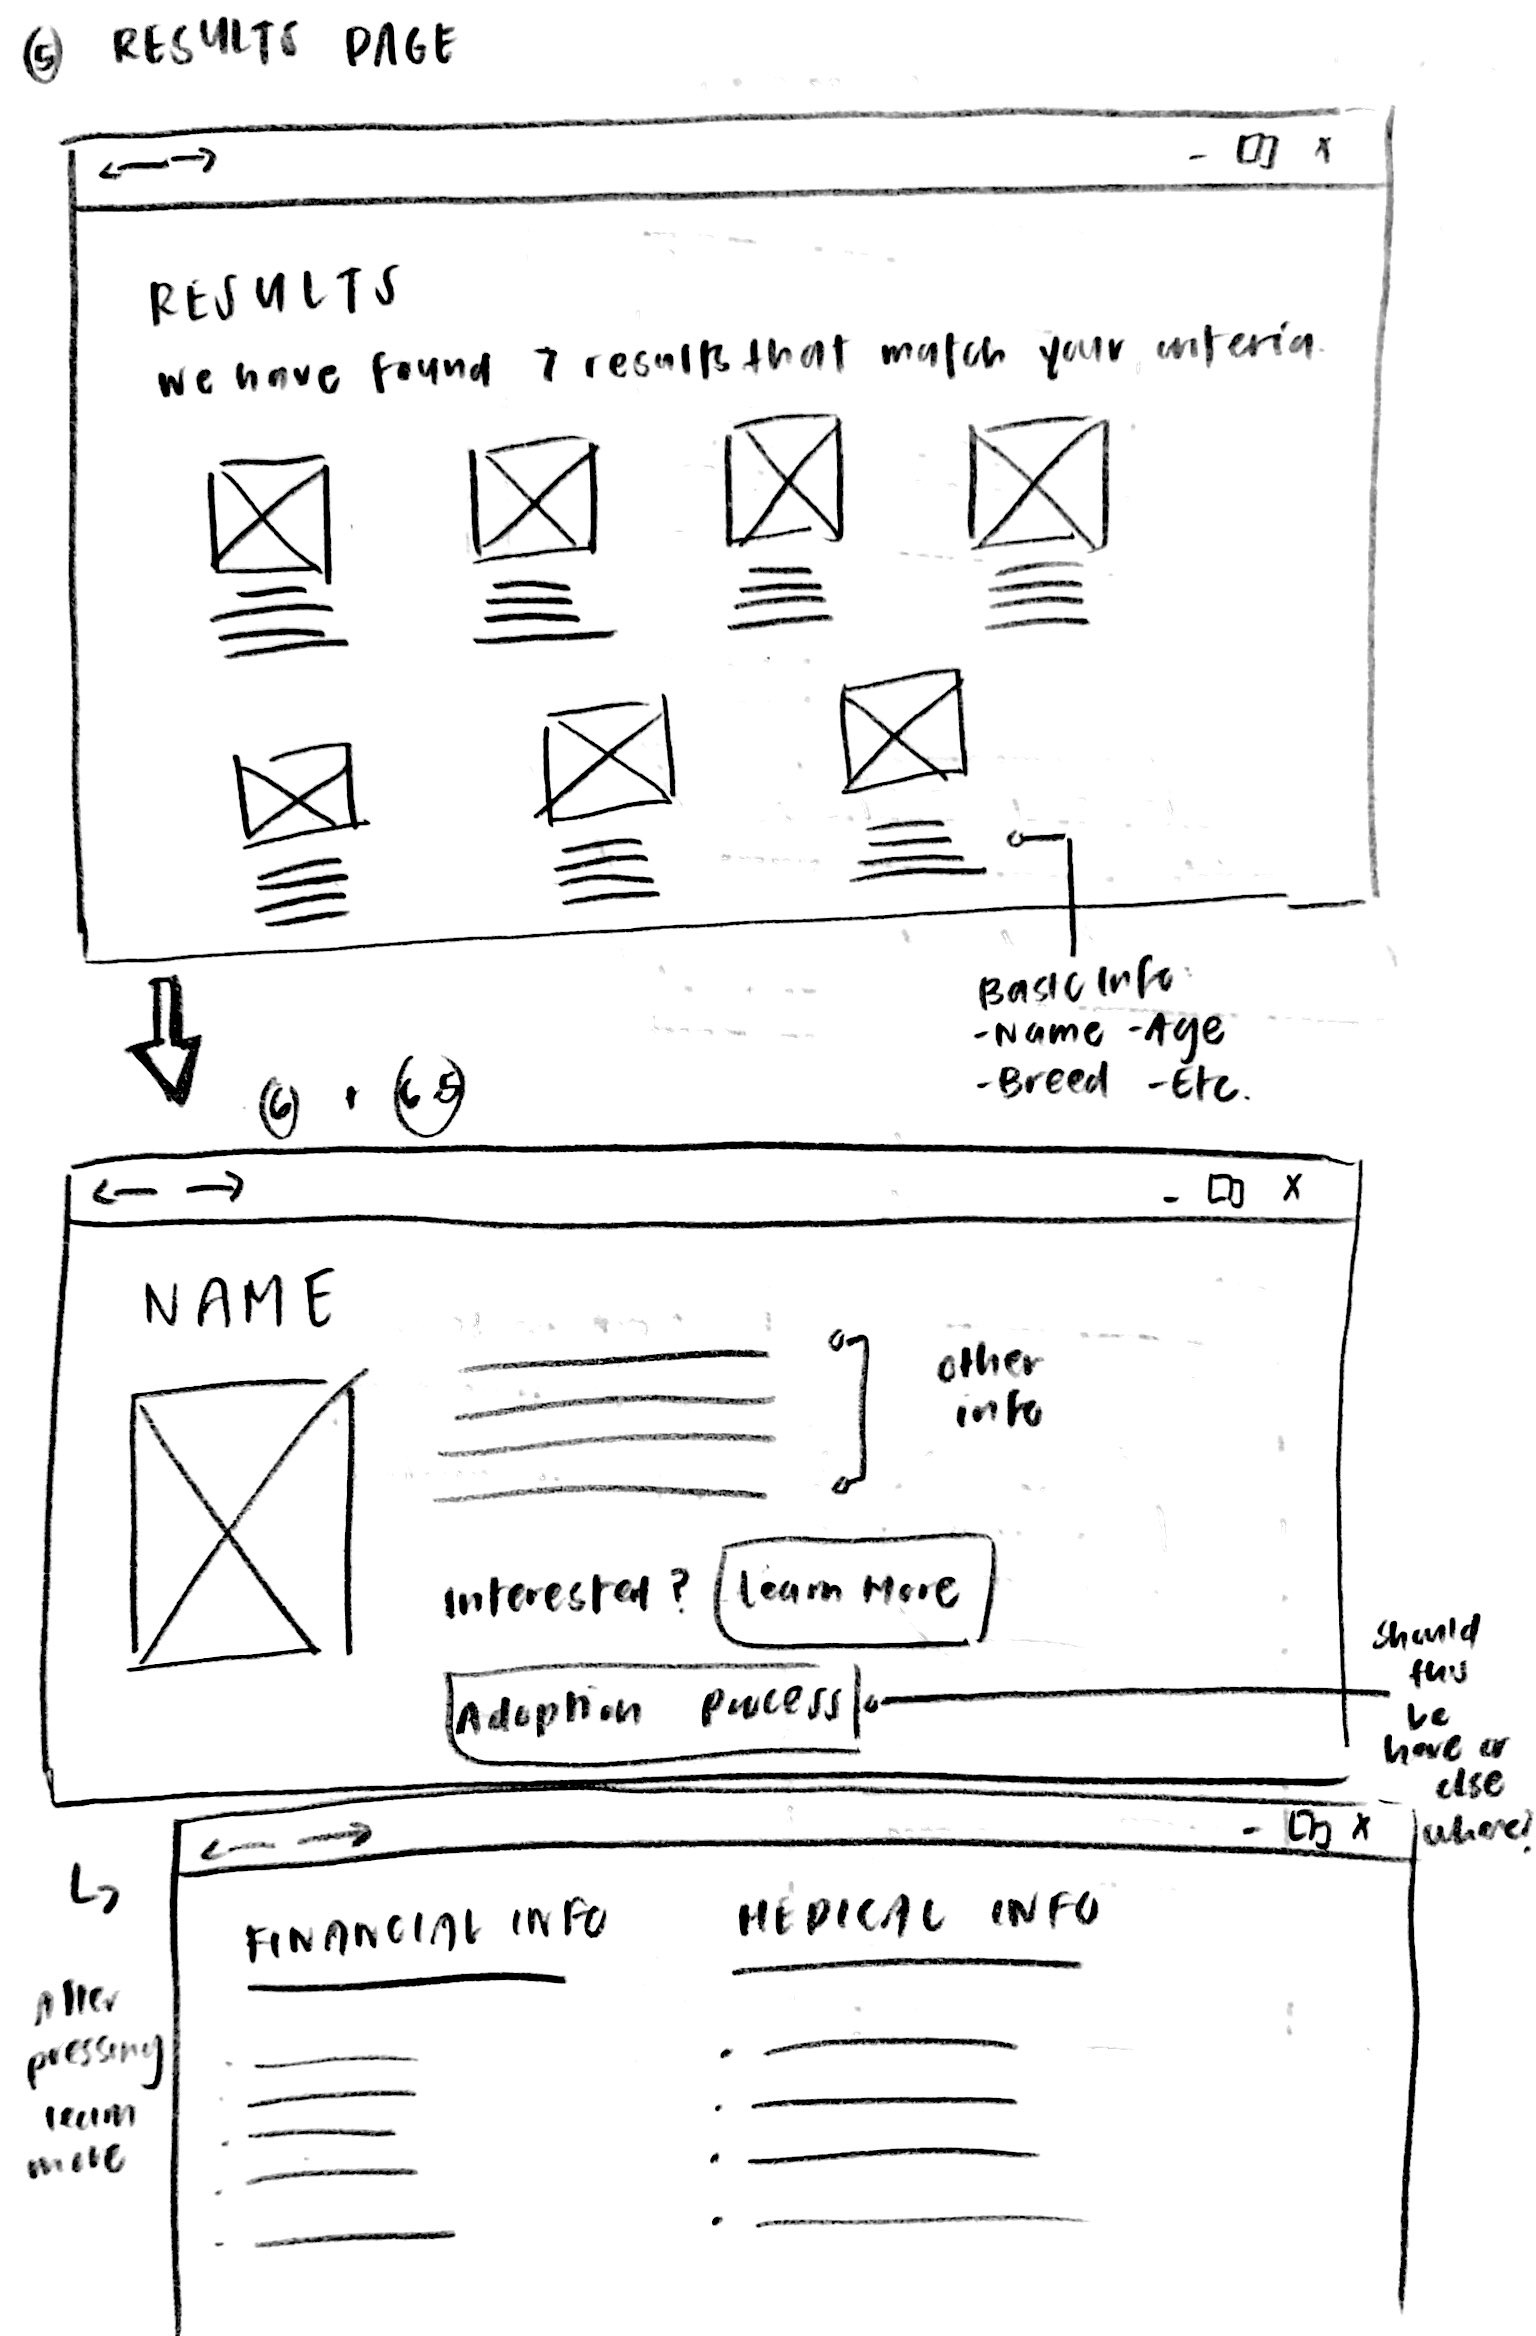 5 RESULTS PAGE
RESULTS
we have found 7 results that match your criteria.
Basic Info:
-Name -Age
-Breed -Etc.
6 + 6.5
NAME
other
info
Interested? Learn More
Adoption Process
Should
this
be
here or
else
where?
FINANCIAL INFO
MEDICAL INFO
After
pressing
learn
more